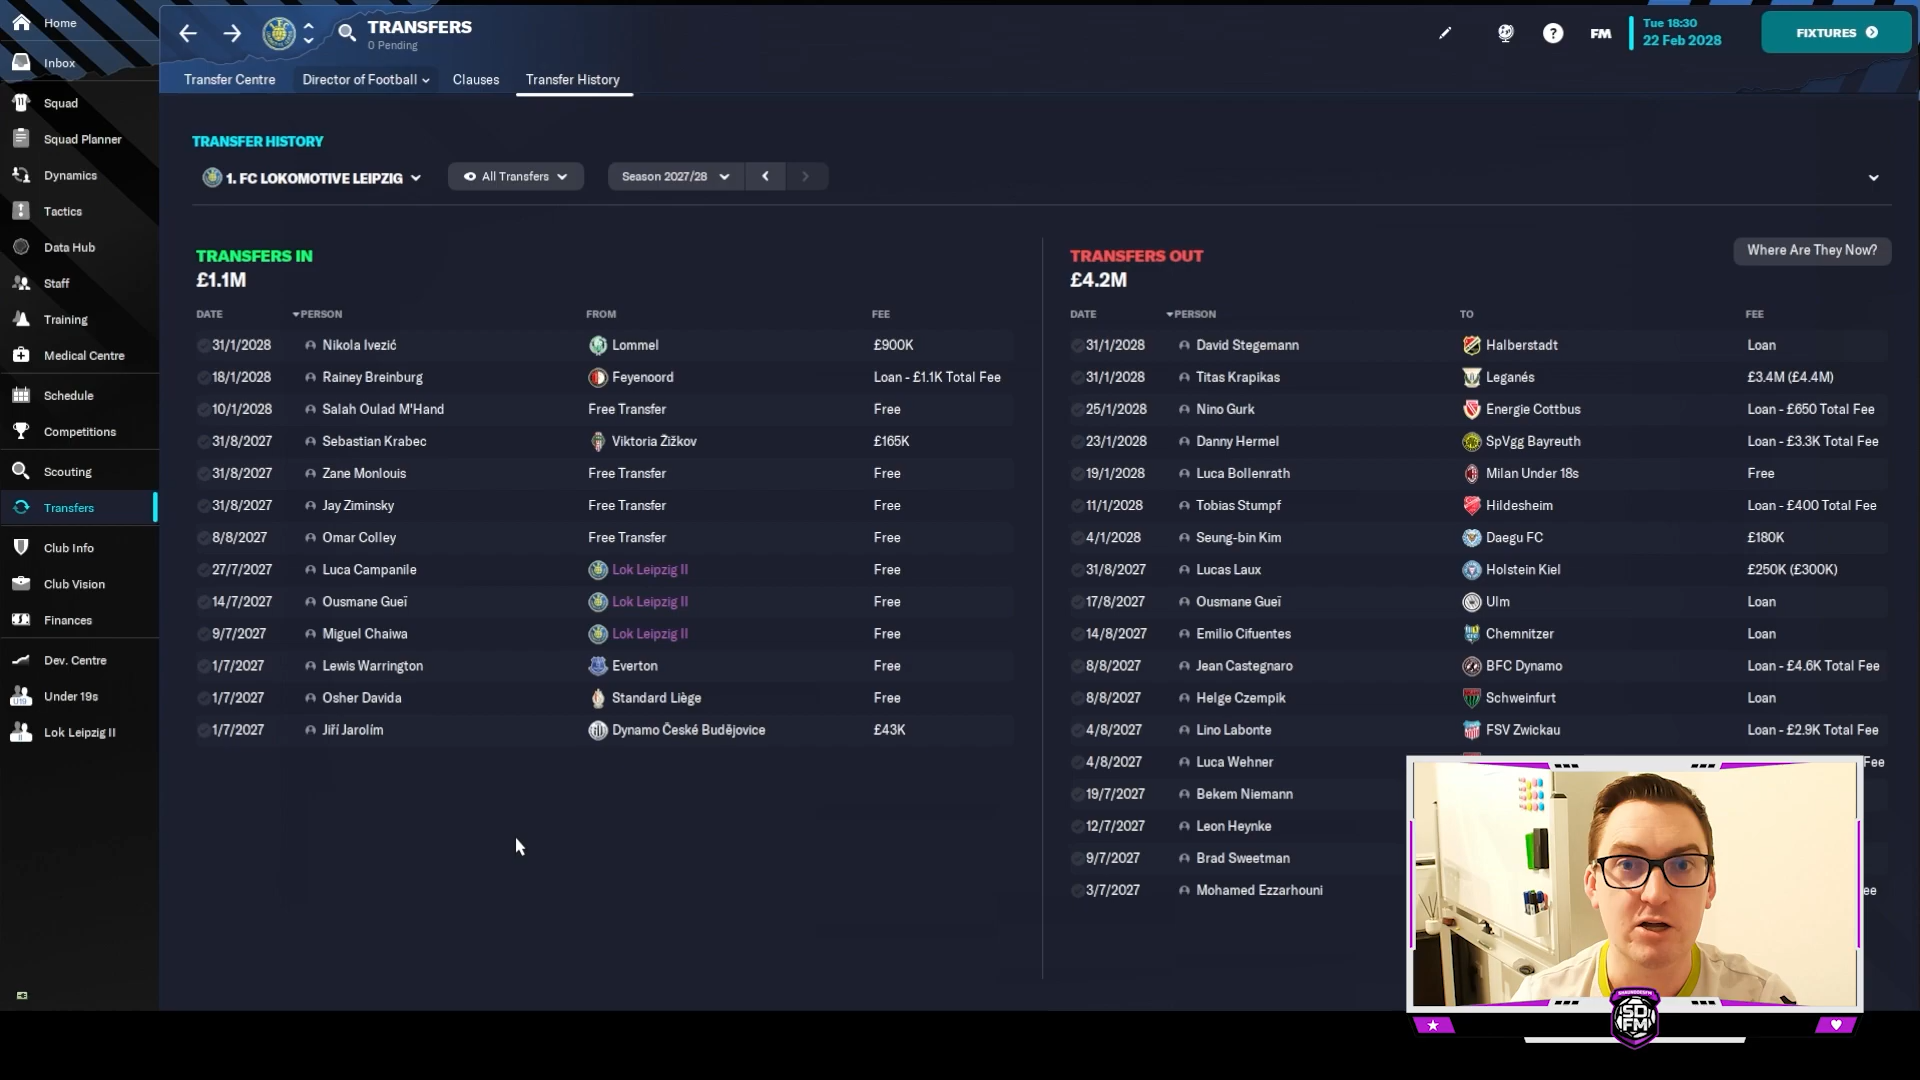 Home
Inbox
Squad
Squad Planner
Dynamics
Tactics
Data Hub
Staff
Training
Medical Centre
Schedule
Competitions
Scouting
Transfers
Club Info
Club Vision
Finances
Dev. Centre
Under 19s
Lok Leipzig II
TRANSFERS
0 Pending
FM
Tue 18:30
22 Feb 2028
FIXTURES
Transfer Centre
Director of Football
Clauses
Transfer History
TRANSFER HISTORY
1. FC LOKOMOTIVE LEIPZIG
All Transfers
Season 2027/28
TRANSFERS IN
£1.1M
DATE PERSON FROM FEE
31/1/2028 Nikola Ivezić Lommel £900K
18/1/2028 Rainey Breinburg Feyenoord Loan - £1.1K Total Fee
10/1/2028 Salah Oulad M'Hand Free Transfer Free
31/8/2027 Sebastian Krabec Viktoria Žižkov £165K
31/8/2027 Zane Monlouis Free Transfer Free
31/8/2027 Jay Ziminsky Free Transfer Free
8/8/2027 Omar Colley Free Transfer Free
27/7/2027 Luca Campanile Lok Leipzig II Free
14/7/2027 Ousmane Gueï Lok Leipzig II Free
9/7/2027 Miguel Chaiwa Lok Leipzig II Free
1/7/2027 Lewis Warrington Everton Free
1/7/2027 Osher Davida Standard Liège Free
1/7/2027 Jiří Jarolím Dynamo České Budějovice £43K
TRANSFERS OUT
£4.2M
Where Are They Now?
DATE PERSON TO FEE
31/1/2028 David Stegemann Halberstadt Loan
31/1/2028 Titas Krapikas Leganés £3.4M (£4.4M)
25/1/2028 Nino Gurk Energie Cottbus Loan - £650 Total Fee
23/1/2028 Danny Hermel SpVgg Bayreuth Loan - £3.3K Total Fee
19/1/2028 Luca Bollenrath Milan Under 18s Free
11/1/2028 Tobias Stumpf Hildesheim Loan - £400 Total Fee
4/1/2028 Seung-bin Kim Daegu FC £180K
31/8/2027 Lucas Laux Holstein Kiel £250K (£300K)
17/8/2027 Ousmane Gueï Ulm Loan
14/8/2027 Emilio Cifuentes Chemnitzer Loan
8/8/2027 Jean Castegnaro BFC Dynamo Loan - £4.6K Total Fee
8/8/2027 Helge Czempik Schweinfurt Loan
4/8/2027 Lino Labonte FSV Zwickau Loan - £2.9K Total Fee
4/8/2027 Luca Wehner Fee
19/7/2027 Bekem Niemann
12/7/2027 Leon Heynke
9/7/2027 Brad Sweetman
3/7/2027 Mohamed Ezzarhouni ee
SD
FM